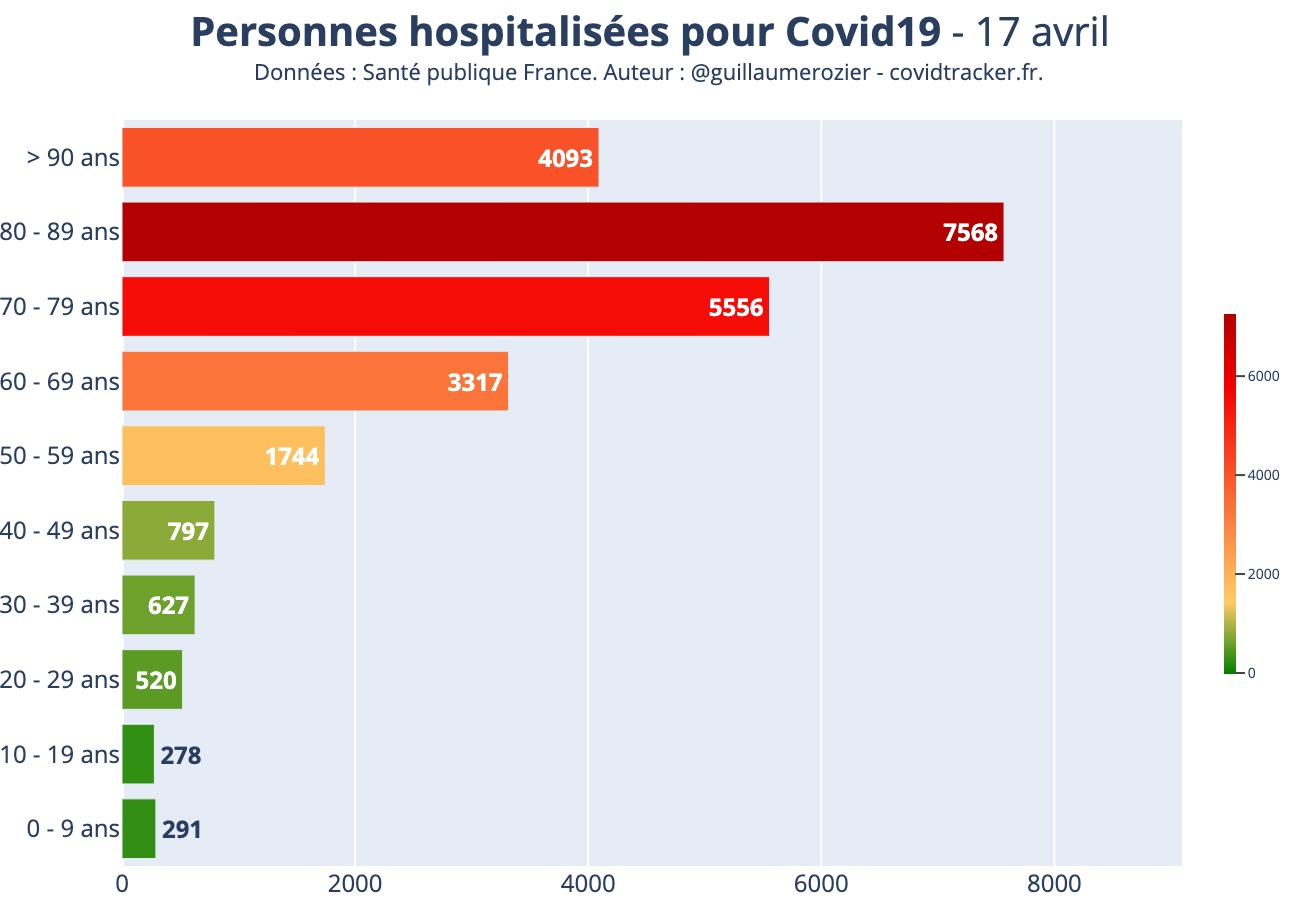 Personnes hospitalisées pour Covid19 - 17 avril
Données : Santé publique France. Auteur : @guillaumerozier - covidtracker.fr.
> 90 ans 4093
80 - 89 ans 7568
70 - 79 ans 5556
60 - 69 ans 3317
50 - 59 ans 1744
40 - 49 ans 797
30 - 39 ans 627
20 - 29 ans 520
10 - 19 ans 278
0 - 9 ans 291
0 2000 4000 6000 8000
6000
4000
2000
0